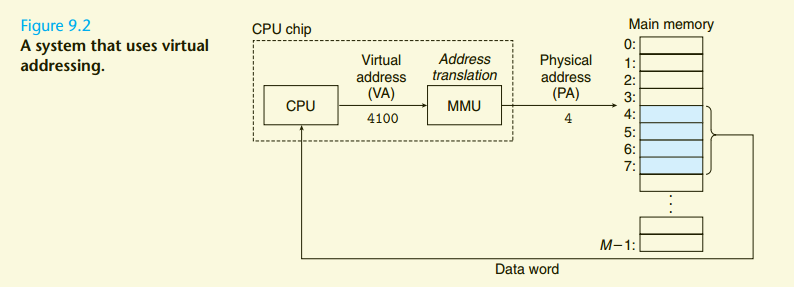 Figure 9.2
A system that uses virtual
addressing.
CPU chip
CPU
Virtual
address
(VA)
4100
Address
translation
MMU
Physical
address
(PA)
4
Main memory
0:
1:
2:
3:
4:
5:
6:
7:
⋮
M−1:
Data word